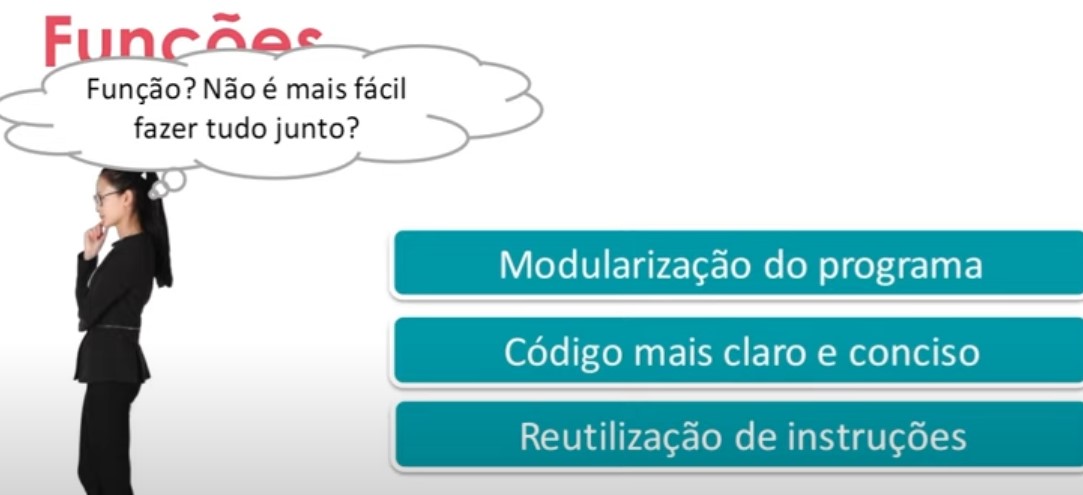 Funções
Função? Não é mais fácil
fazer tudo junto?
Modularização do programa
Código mais claro e conciso
Reutilização de instruções